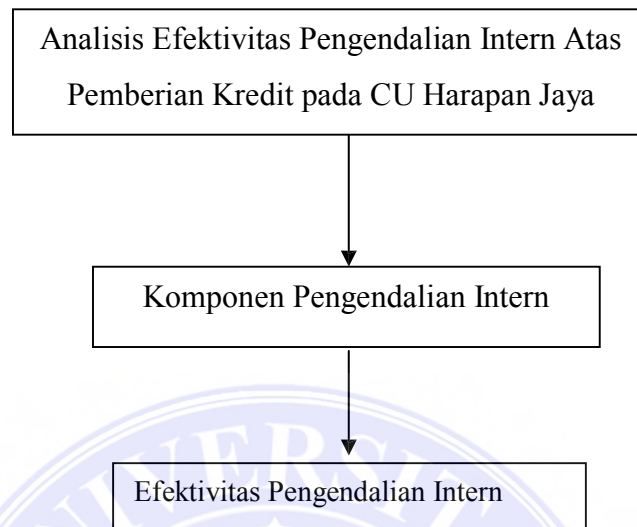 Analisis Efektivitas Pengendalian Intern Atas
Pemberian Kredit pada CU Harapan Jaya
Komponen Pengendalian Intern
Efektivitas Pengendalian Intern